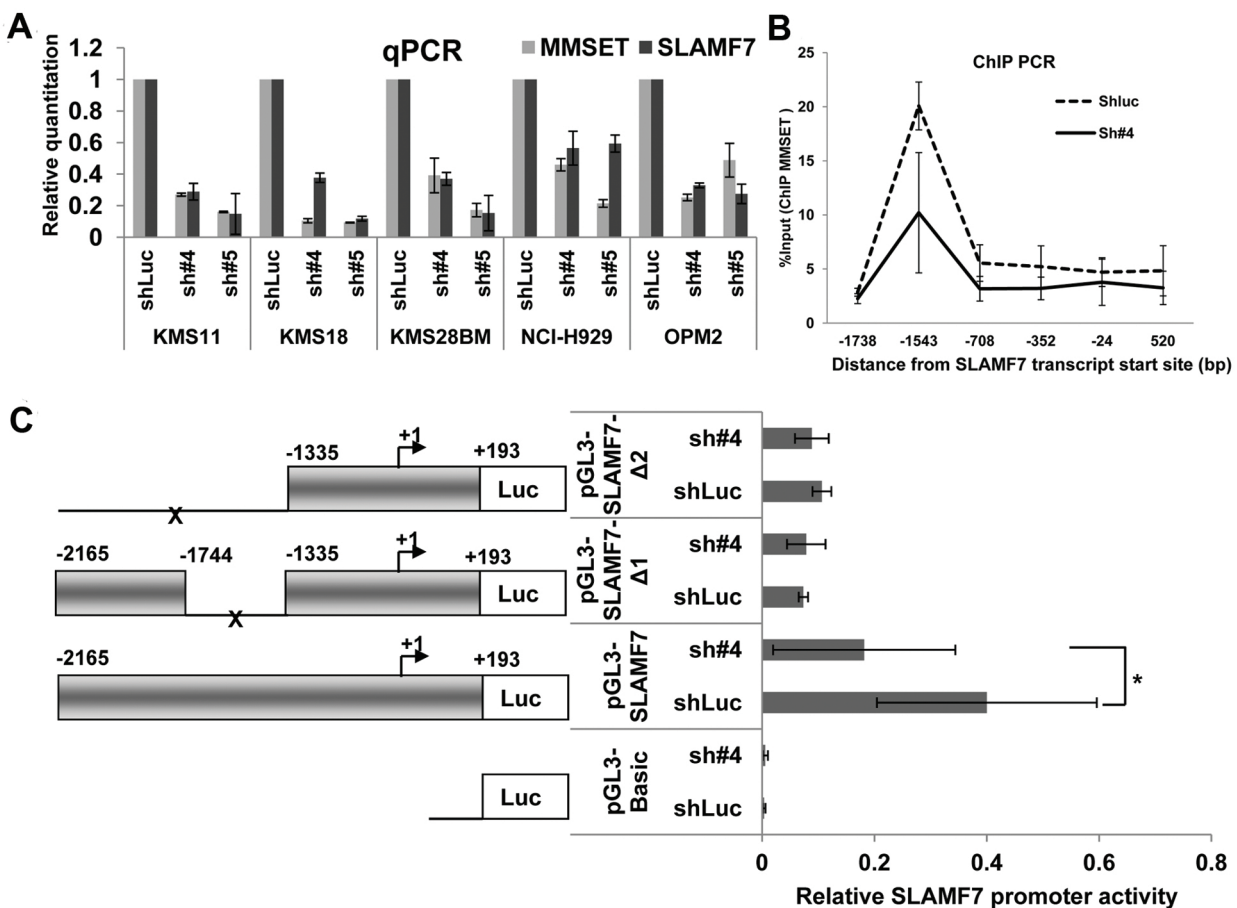 A
qPCR
MMSET
SLAMF7
Relative quantitation
1.2
1
0.8
0.6
0.4
0.2
0
shLuc
sh#4
sh#5
shLuc
sh#4
sh#5
shLuc
sh#4
sh#5
shLuc
sh#4
sh#5
shLuc
sh#4
sh#5
KMS11
KMS18
KMS28BM
NCI-H929
OPM2
B
ChIP PCR
Shluc
Sh#4
%Input (ChIP MMSET )
25
20
15
10
5
0
-1738
-1543
-708
-352
-24
520
Distance from SLAMF7 transcript start site (bp)
C
-1335
+1
+193
Luc
X
pGL3-
SLAMF7-
Δ2
sh#4
shLuc
-2165
-1744
-1335
+1
+193
Luc
X
pGL3-
SLAMF7-
Δ1
sh#4
shLuc
-2165
+1
+193
Luc
pGL3-
SLAMF7
sh#4
shLuc
*
Luc
pGL3-
Basic
sh#4
shLuc
0
0.2
0.4
0.6
0.8
Relative SLAMF7 promoter activity